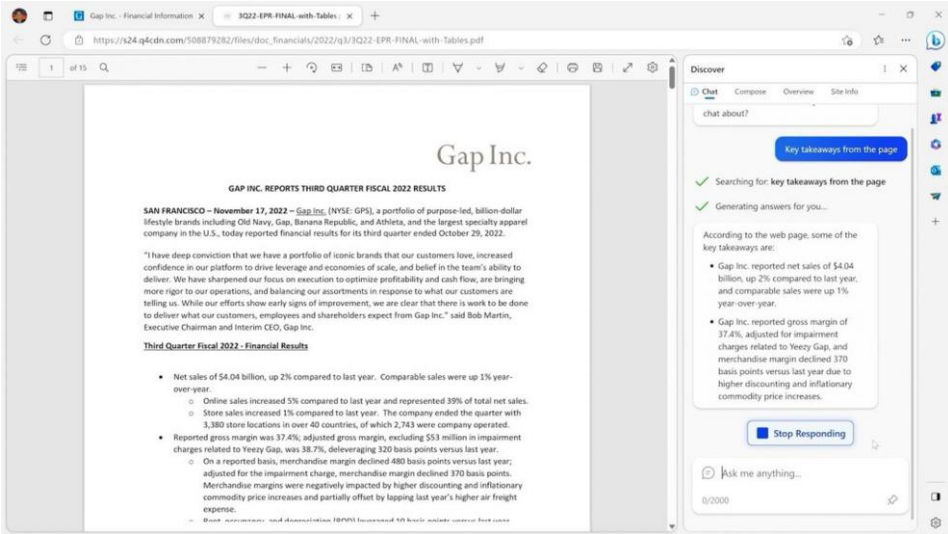 Gap Inc. - Financial Information
3Q22-EPR-FINAL-with-Tables
https://s24.q4cdn.com/508879282/files/doc_financials/2022/q3/3Q22-EPR-FINAL-with-Tables.pdf
1 of 15
Gap Inc.
GAP INC. REPORTS THIRD QUARTER FISCAL 2022 RESULTS
SAN FRANCISCO – November 17, 2022 – Gap Inc. (NYSE: GPS), a portfolio of purpose-led, billion-dollar
lifestyle brands including Old Navy, Gap, Banana Republic, and Athleta, and the largest specialty apparel
company in the U.S., today reported financial results for its third quarter ended October 29, 2022.
"I have deep conviction that we have a portfolio of iconic brands that our customers love, increased
confidence in our platform to drive leverage and economies of scale, and belief in the team's ability to
deliver. We have sharpened our focus on execution to optimize profitability and cash flow, are bringing
more rigor to our operations, and balancing our assortments in response to what our customers are
telling us. While our efforts show early signs of improvement, we are clear that there is work to be done
to deliver what our customers, employees and shareholders expect from Gap Inc." said Bob Martin,
Executive Chairman and Interim CEO, Gap Inc.
Third Quarter Fiscal 2022 - Financial Results
• Net sales of $4.04 billion, up 2% compared to last year. Comparable sales were up 1% year-
over-year.
o Online sales increased 5% compared to last year and represented 39% of total net sales.
o Store sales increased 1% compared to last year. The company ended the quarter with
3,380 store locations in over 40 countries, of which 2,743 were company operated.
• Reported gross margin was 37.4%; adjusted gross margin, excluding $53 million in impairment
charges related to Yeezy Gap, was 38.7%, deleveraging 320 basis points versus last year.
o On a reported basis, merchandise margin declined 480 basis points versus last year;
adjusted for the impairment charge, merchandise margin declined 370 basis points.
Merchandise margins were negatively impacted by higher discounting and inflationary
commodity price increases and partially offset by lapping last year's higher air freight
expense.
o Rent, occupancy, and depreciation (ROD) leveraged 10 basis points versus last year
Discover
Chat Compose Overview Site Info
chat about?
Key takeaways from the page
Searching for: key takeaways from the page
Generating answers for you...
According to the web page, some of the
key takeaways are:
• Gap Inc. reported net sales of $4.04
billion, up 2% compared to last year,
and comparable sales were up 1%
year-over-year.
• Gap Inc. reported gross margin of
37.4%, adjusted for impairment
charges related to Yeezy Gap, and
merchandise margin declined 370
basis points versus last year due to
higher discounting and inflationary
commodity price increases.
Stop Responding
Ask me anything...
0/2000